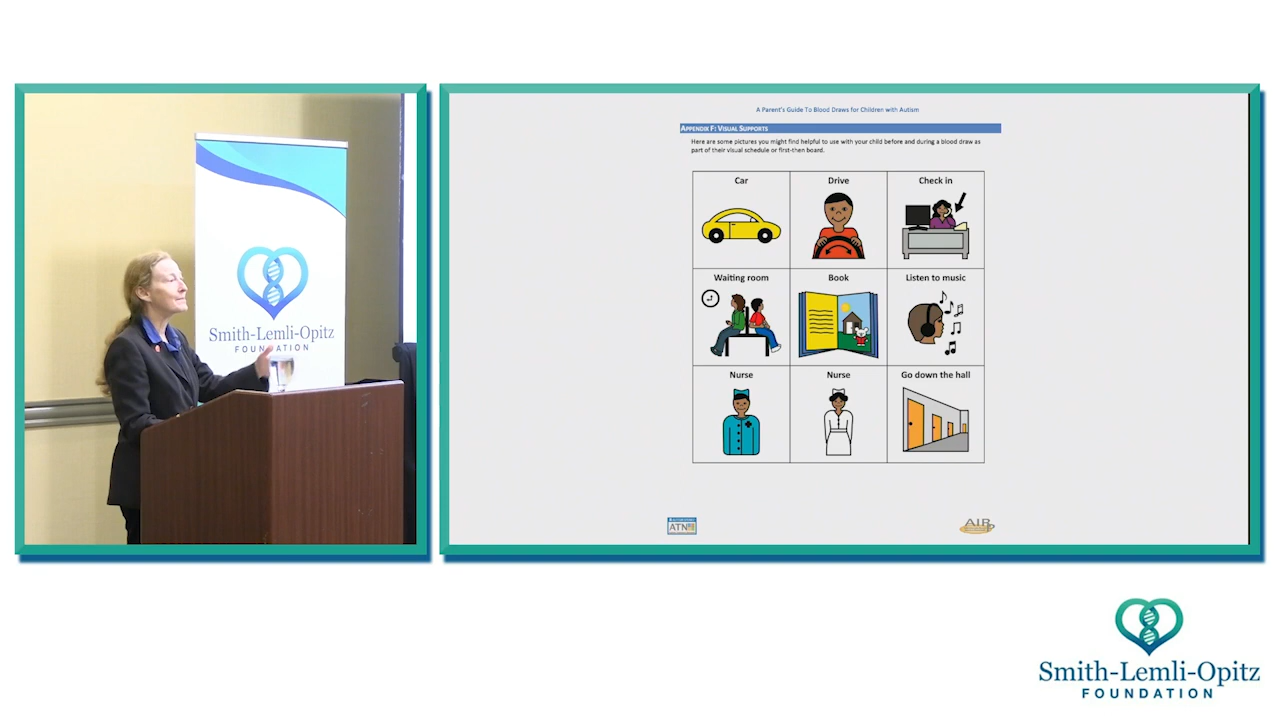 Smith-Lemli-Opitz
FOUNDATION
A Parent's Guide To Blood Draws for Children with Autism
APPENDIX F: VISUAL SUPPORTS
Here are some pictures you might find helpful to use with your child before and during a blood draw as
part of their visual schedule or first-then board.
Car
Drive
Check in
Waiting room
Book
Listen to music
Nurse
Nurse
Go down the hall
ATN
AIR-P
Smith-Lemli-Opitz
FOUNDATION